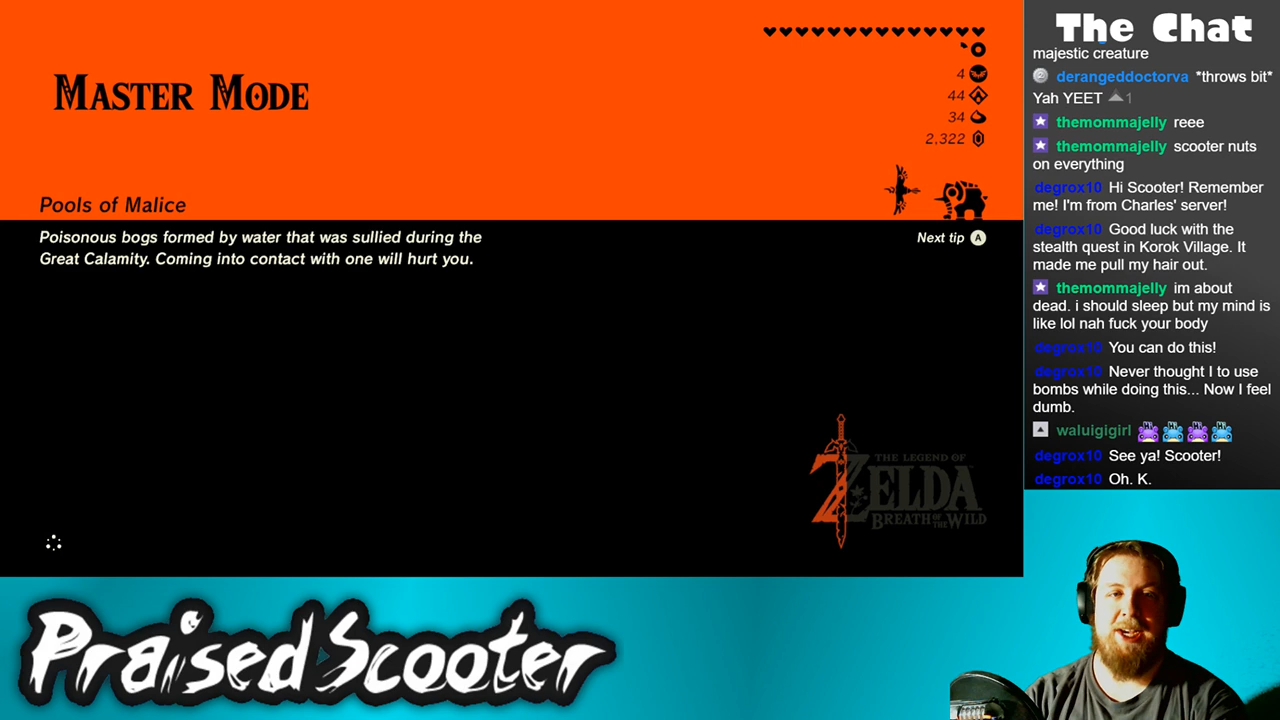 Master Mode
4
44
34
2,322
Pools of Malice
Poisonous bogs formed by water that was sullied during the
Great Calamity. Coming into contact with one will hurt you.
Next tip A
THE LEGEND OF
ZELDA
BREATH OF THE WILD
The Chat
majestic creature
derangeddoctorva *throws bit*
Yah YEET 1
themommajelly reee
themommajelly scooter nuts
on everything
degrox10 Hi Scooter! Remember
me! I'm from Charles' server!
degrox10 Good luck with the
stealth quest in Korok Village. It
made me pull my hair out.
themommajelly im about
dead. i should sleep but my mind is
like lol nah fuck your body
degrox10 You can do this!
degrox10 Never thought I to use
bombs while doing this... Now I feel
dumb.
waluigigirl
degrox10 See ya! Scooter!
degrox10 Oh. K.
PraisedScooter